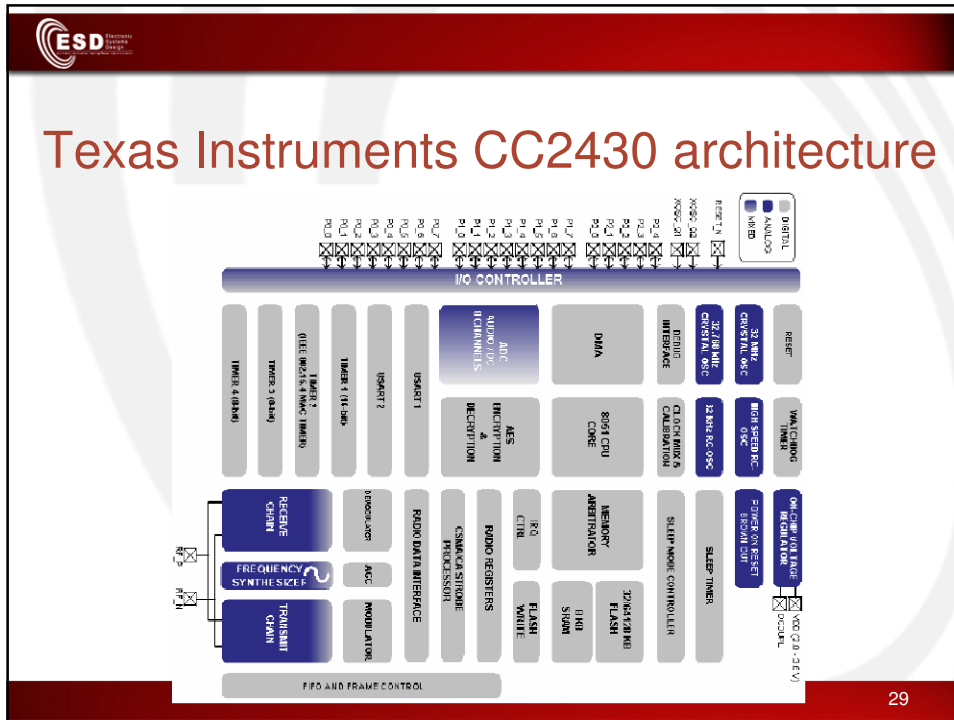 ESD
Electronic
Systems
Design
Texas Instruments CC2430 architecture
DIGITAL
ANALOG
MIXED
RESET_N
XOSC_Q2
XOSC_Q1
P2_4
P2_3
P2_2
P2_1
P2_0
P1_7
P1_6
P1_5
P1_4
P1_3
P1_2
P1_1
P1_0
P0_7
P0_6
P0_5
P0_4
P0_3
P0_2
P0_1
P0_0
I/O CONTROLLER
RESET
WATCHDOG
TIMER
ON-CHIP VOLTAGE
REGULATOR
VDD (2.0 - 3.6 V)
DCOUPL
32 MHz
CRYSTAL OSC
HIGH SPEED RC-
OSC
POWER ON RESET
BROWN OUT
32.768 kHz
CRYSTAL OSC
32 kHz RC-OSC
SLEEP TIMER
DEBUG
INTERFACE
CLOCK MUX &
CALIBRATION
SLEEP MODE CONTROLLER
DMA
8051 CPU
CORE
MEMORY
ARBITRATOR
32/64/128 KB
FLASH
8 KB
SRAM
ADC
AUDIO / DC
8 CHANNELS
AES
ENCRYPTION
&
DECRYPTION
IRQ
CTRL
FLASH
WRITE
RADIO REGISTERS
CSMA/CA STROBE
PROCESSOR
USART 1
RADIO DATA INTERFACE
USART 2
TIMER 1 (16-bit)
TIMER 2
(IEEE 802.15.4 MAC TIMER)
TIMER 3 (8-bit)
TIMER 4 (8-bit)
DEMODULATOR
AGC
MODULATOR
RECEIVE
CHAIN
FREQUENCY
SYNTHESIZER
TRANSMIT
CHAIN
RF_P
RF_N
FIFO AND FRAME CONTROL
29